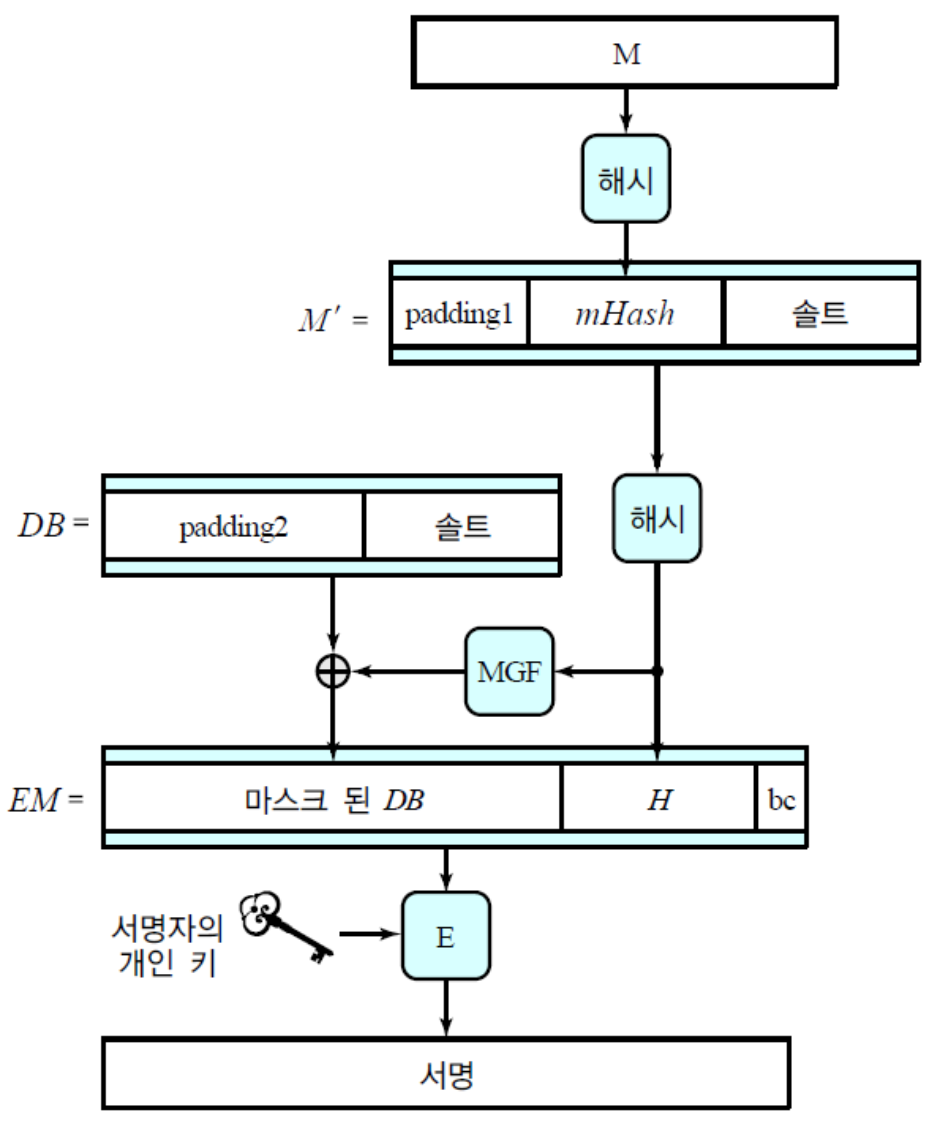 M
해시
M′ =
padding1
mHash
솔트
DB =
padding2
솔트
해시
MGF
EM =
마스크 된 DB
H
bc
서명자의
개인 키
E
서명